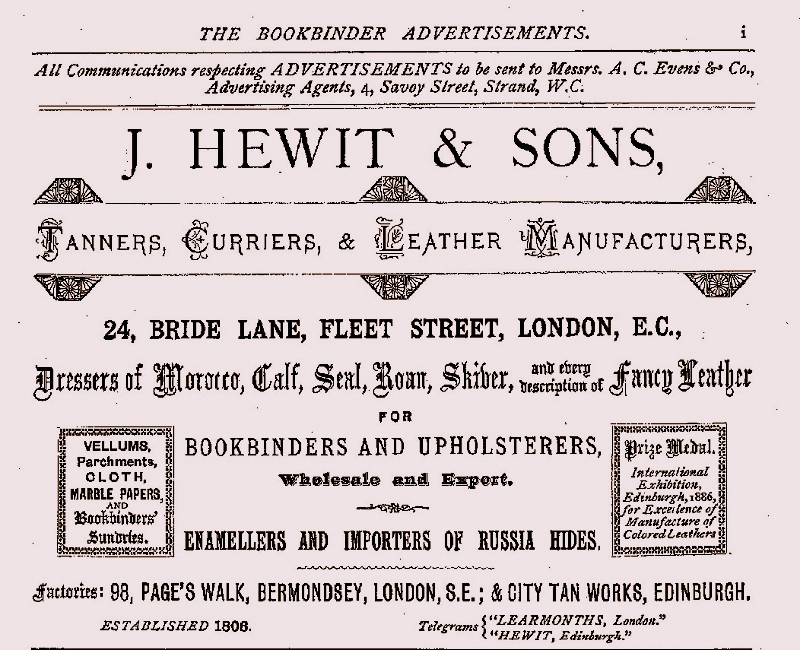 THE BOOKBINDER ADVERTISEMENTS. i
All Communications respecting ADVERTISEMENTS to be sent to Messrs. A. C. Evens & Co.,
Advertising Agents, 4, Savoy Street, Strand, W.C.
J. HEWIT & SONS,
TANNERS, CURRIERS, & LEATHER MANUFACTURERS,
24, BRIDE LANE, FLEET STREET, LONDON, E.C.,
Dressers of Morocco, Calf, Seal, Roan, Skiver, and every description of Fancy Leather
FOR
BOOKBINDERS AND UPHOLSTERERS,
Wholesale and Export.
ENAMELLERS AND IMPORTERS OF RUSSIA HIDES.
VELLUMS,
Parchments,
CLOTH,
MARBLE PAPERS,
AND
Bookbinders'
Sundries.
Prize Medal.
International
Exhibition,
Edinburgh, 1886,
for Excellence of
Manufacture of
Colored Leathers
Factories: 98, PAGE'S WALK, BERMONDSEY, LONDON, S.E.; & CITY TAN WORKS, EDINBURGH.
ESTABLISHED 1806.
Telegrams { "LEARMONTHS, London."
"HEWIT, Edinburgh."